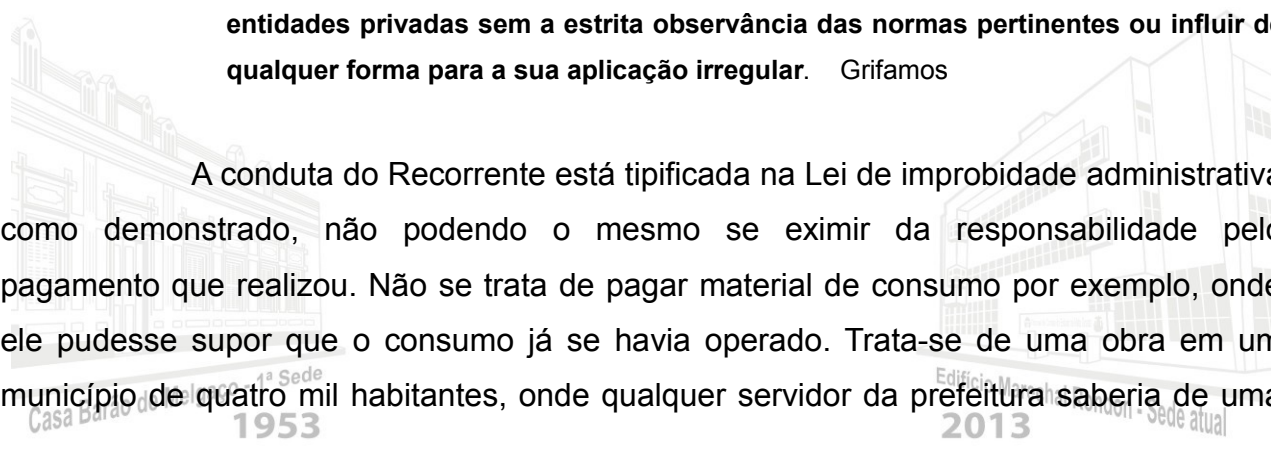 entidades privadas sem a estrita observância das normas pertinentes ou influir de
qualquer forma para a sua aplicação irregular. Grifamos
A conduta do Recorrente está tipificada na Lei de improbidade administrativa
como demonstrado, não podendo o mesmo se eximir da responsabilidade pelo
pagamento que realizou. Não se trata de pagar material de consumo por exemplo, onde
ele pudesse supor que o consumo já se havia operado. Trata-se de uma obra em um
município de quatro mil habitantes, onde qualquer servidor da prefeitura saberia de uma
Casa Barão de Melgaço - 1ª Sede
1953
Edifício Marechal Rondon - Sede atual
2013